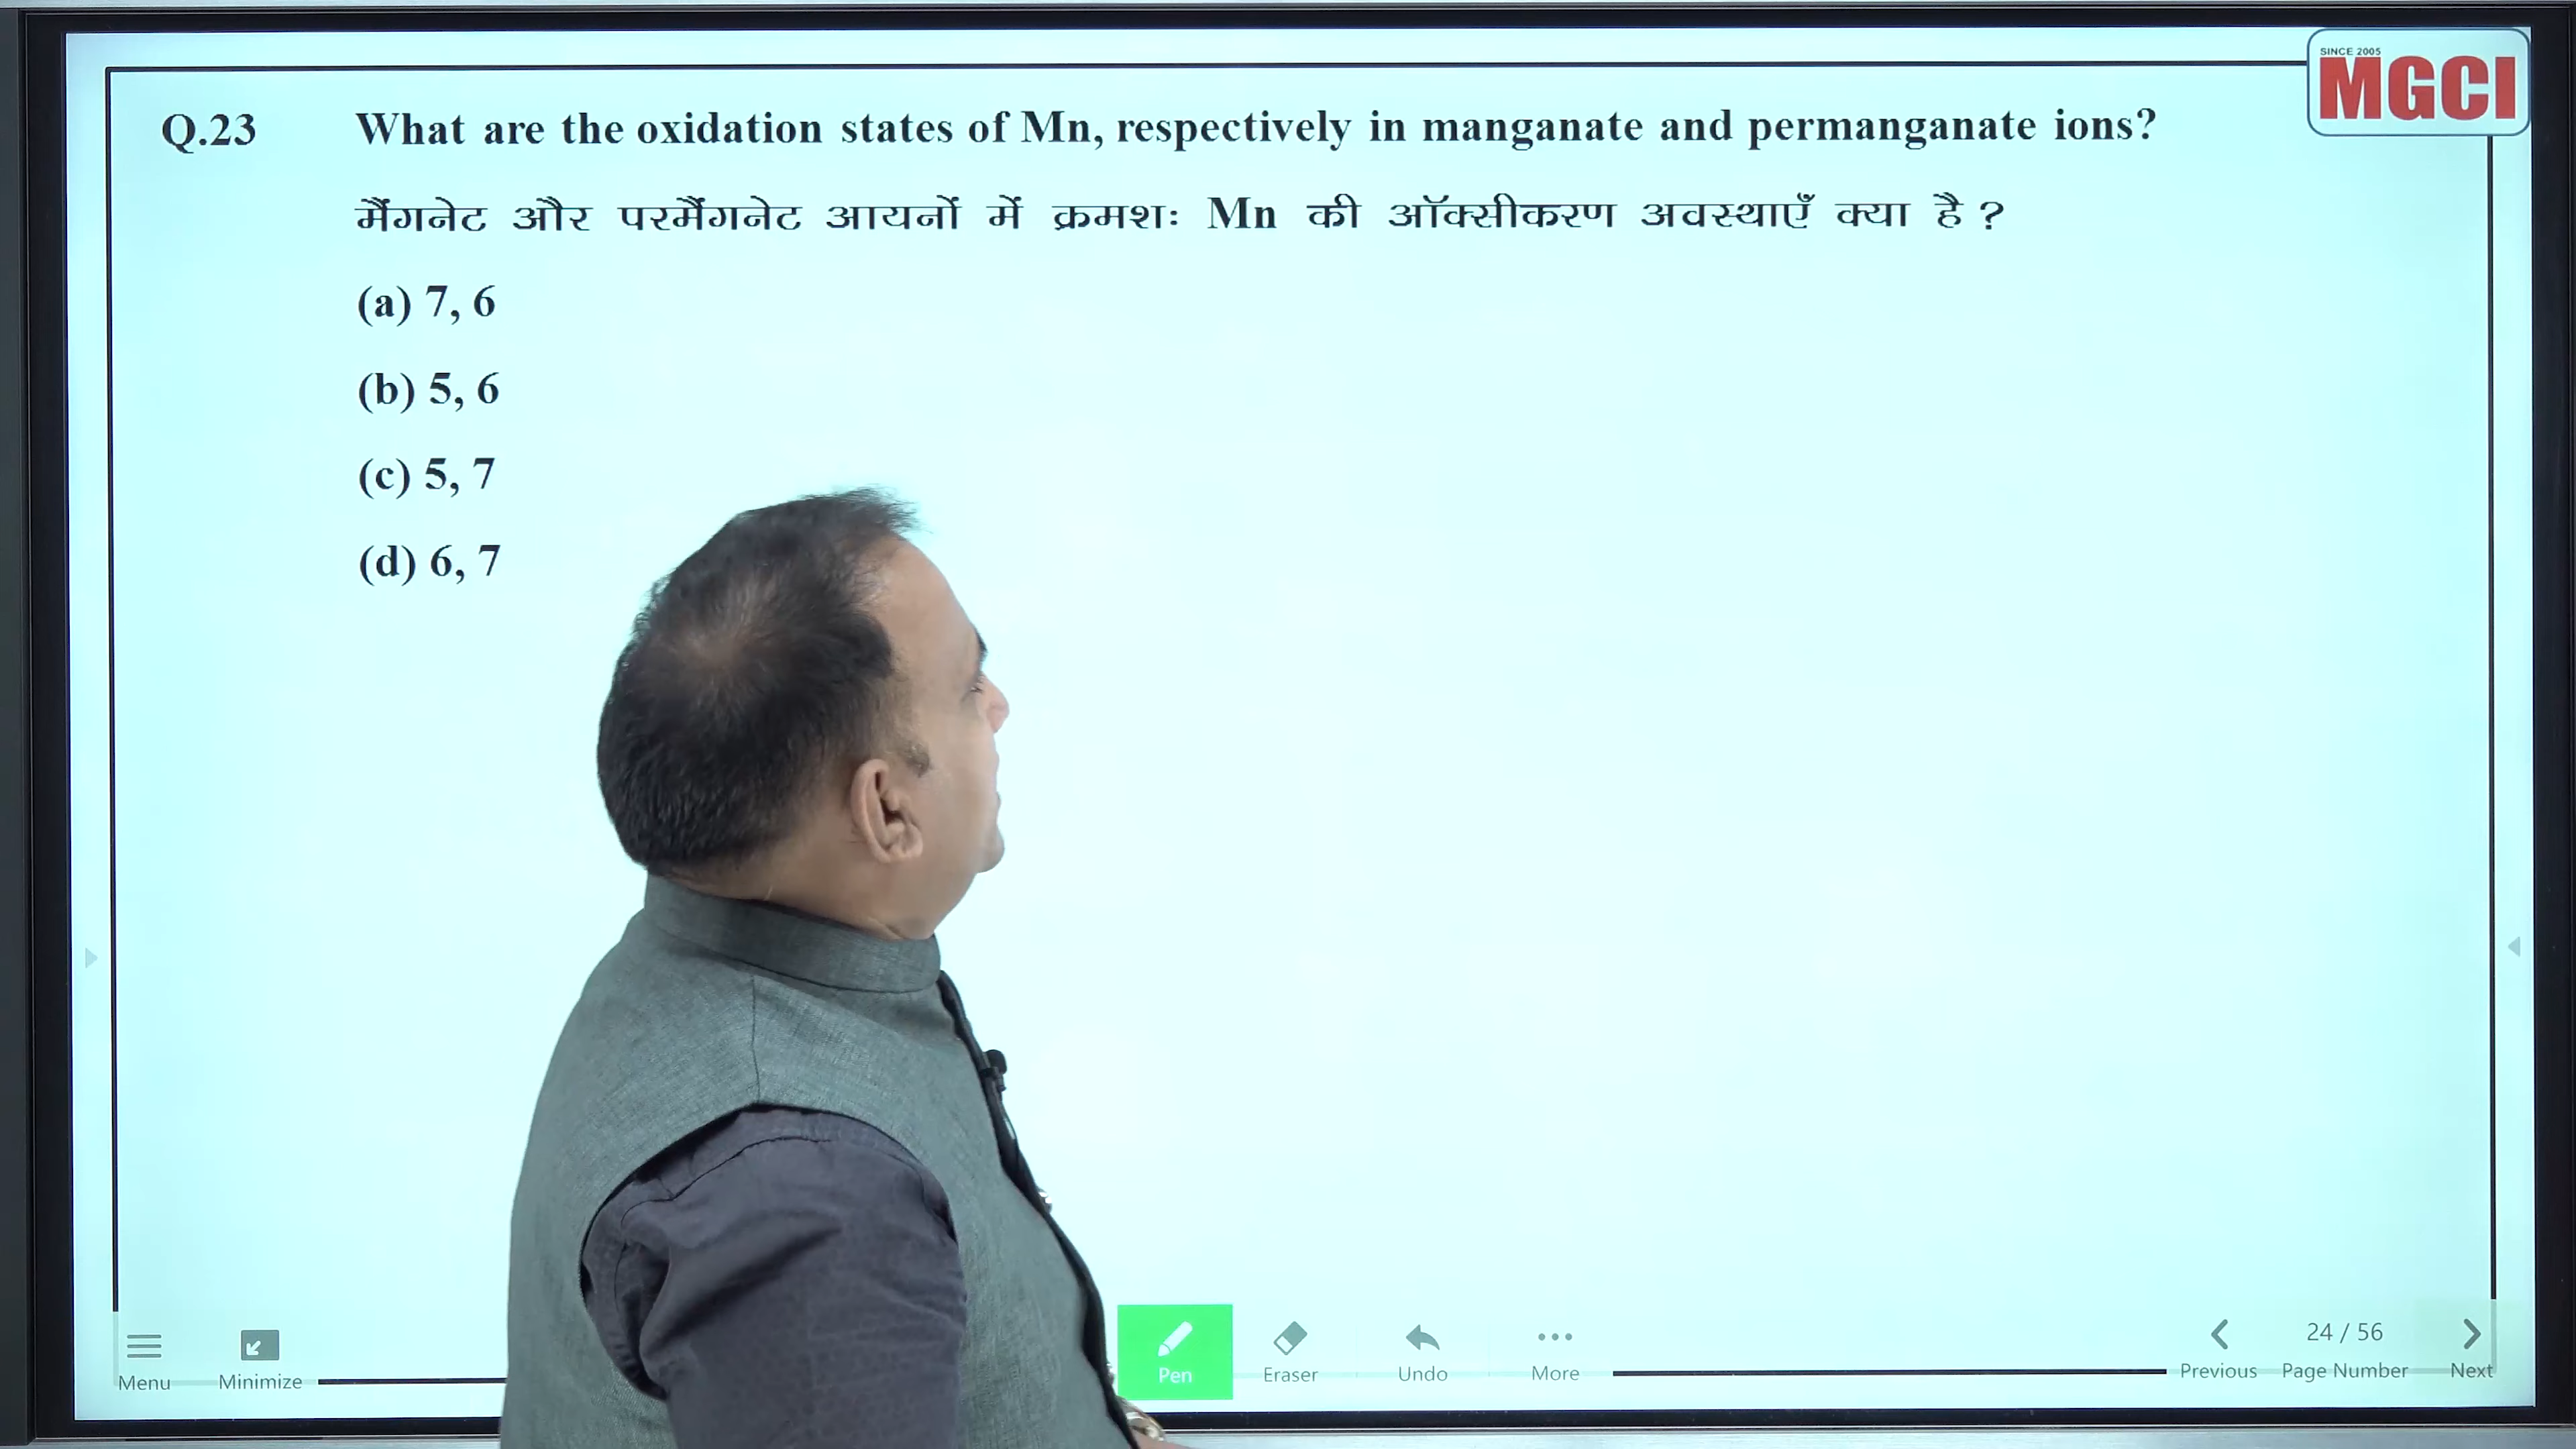 SINCE 2005
MGCI
Q.23 What are the oxidation states of Mn, respectively in manganate and permanganate ions?
मैंगनेट और परमैंगनेट आयनों में क्रमशः Mn की ऑक्सीकरण अवस्थाएँ क्या है ?
(a) 7, 6
(b) 5, 6
(c) 5, 7
(d) 6, 7
Menu Minimize Pen Eraser Undo More Previous 24 / 56 Page Number Next